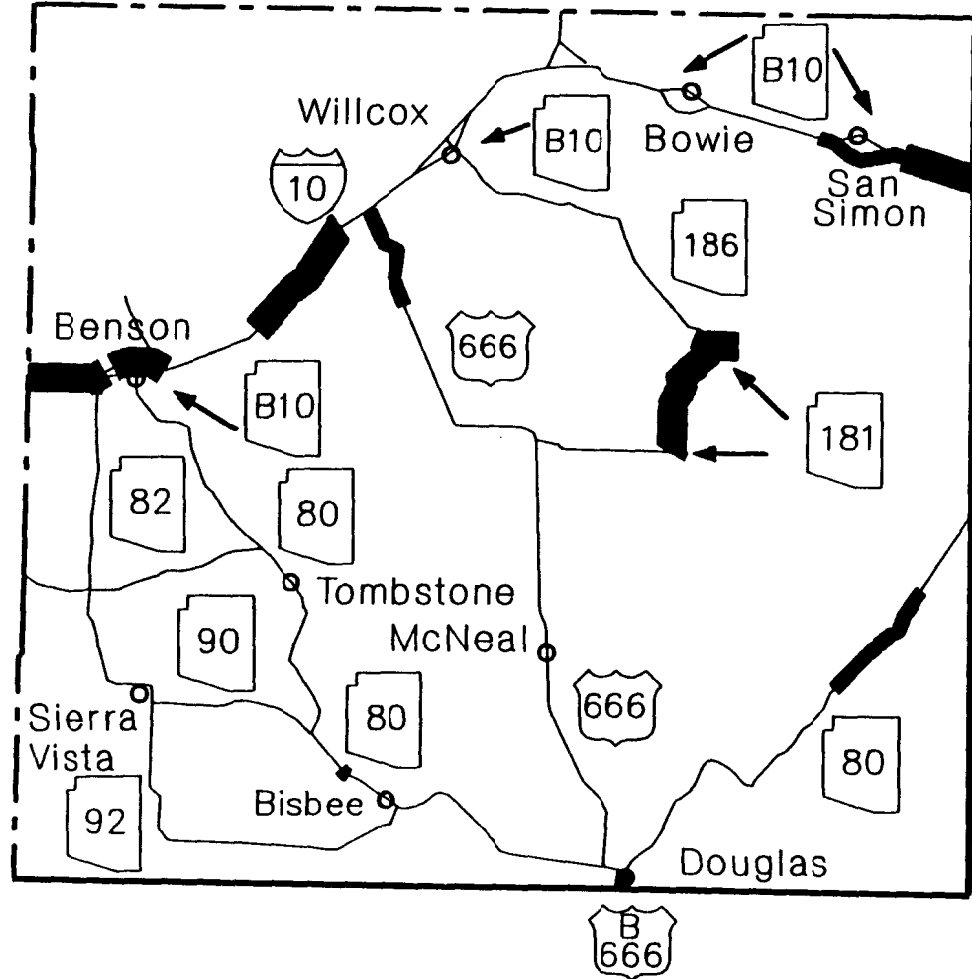 B10
Willcox
B10
Bowie
10
San
Simon
186
Benson
666
B10
181
82
80
Tombstone
McNeal
90
666
80
Sierra
Vista
80
Bisbee
92
Douglas
B
666